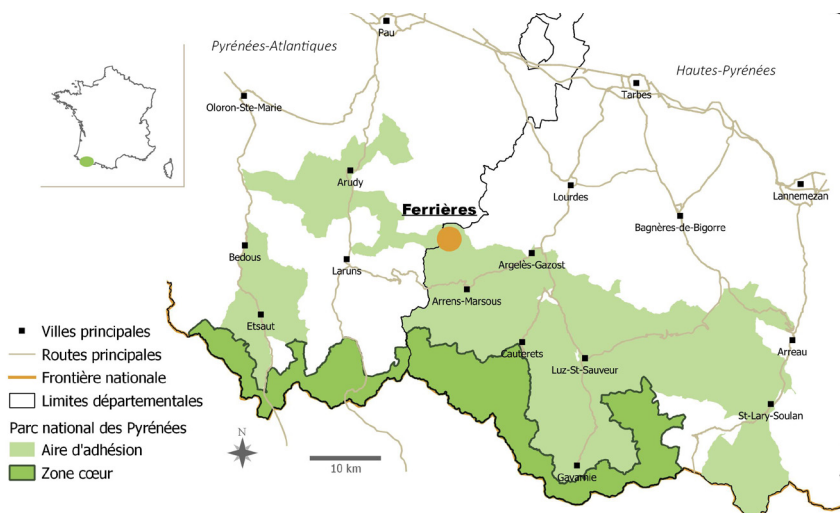 Pyrénées-Atlantiques
Pau
Hautes-Pyrénées
Tarbes
Oloron-Ste-Marie
Arudy
Lourdes
Lannemezan
Ferrières
Bagnères-de-Bigorre
Bedous
Laruns
Argelès-Gazost
Arrens-Marsous
Etsaut
Cauterets
Luz-St-Sauveur
Arreau
St-Lary-Soulan
Gavarnie
Villes principales
Routes principales
Frontière nationale
Limites départementales
Parc national des Pyrénées
Aire d'adhésion
Zone cœur
10 km